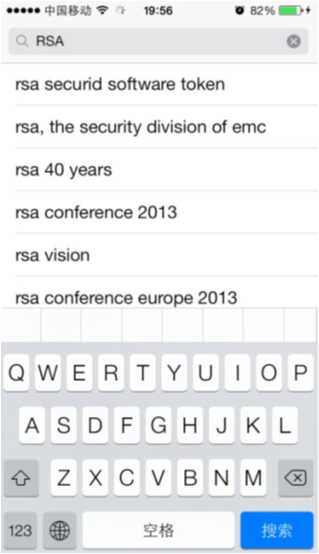 中国移动 19:56 82%
RSA
rsa securid software token
rsa, the security division of emc
rsa 40 years
rsa conference 2013
rsa vision
rsa conference europe 2013
Q W E R T Y U I O P
A S D F G H J K L
Z X C V B N M
123 空格 搜索